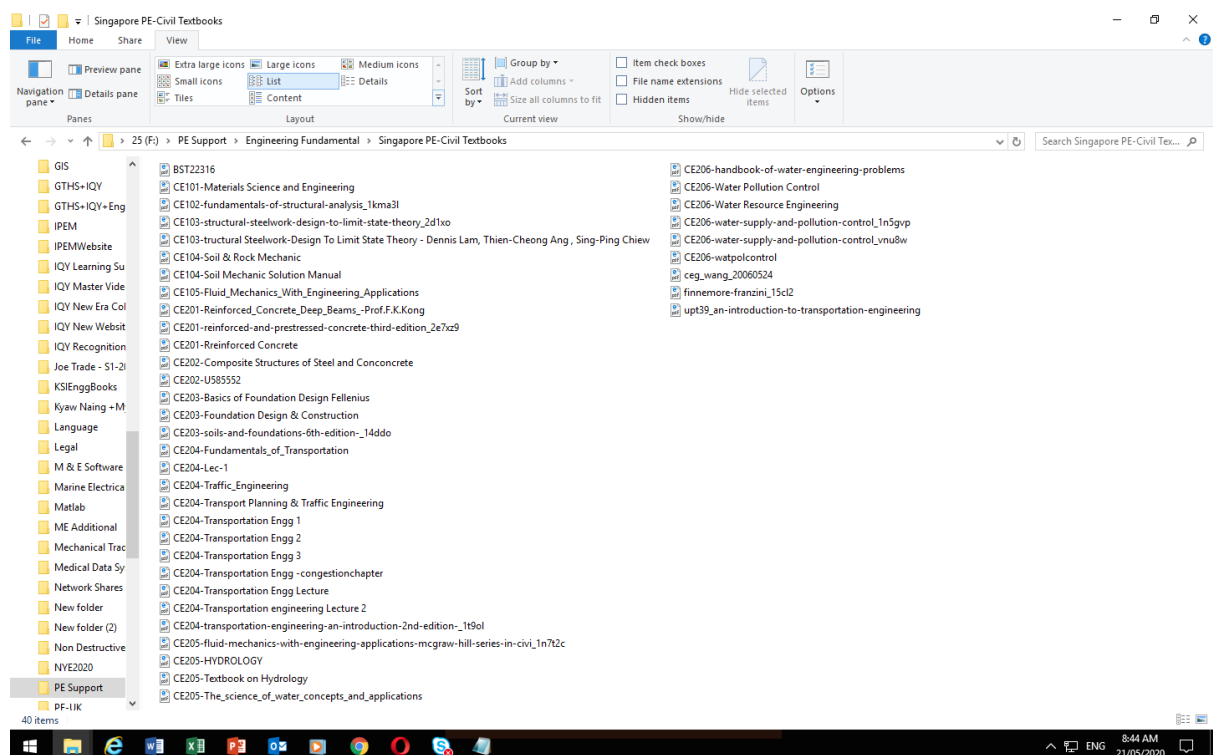 Singapore PE-Civil Textbooks
File Home Share View
Navigation pane
Preview pane
Details pane
Panes
Extra large icons Large icons Medium icons
Small icons List Details
Tiles Content
Layout
Sort by
Group by
Add columns
Size all columns to fit
Current view
Item check boxes
File name extensions
Hidden items
Hide selected items
Show/hide
Options
25 (F:) > PE Support > Engineering Fundamental > Singapore PE-Civil Textbooks
Search Singapore PE-Civil Tex...
GIS
GTHS+IQY
GTHS+IQY+Eng
IPEM
IPEMWebsite
IQY Learning Su
IQY Master Vide
IQY New Era Col
IQY New Websit
IQY Recognition
Joe Trade - S1-2
KSIEnggBooks
Kyaw Naing +M
Language
Legal
M & E Software
Marine Electrica
Matlab
ME Additional
Mechanical Trac
Medical Data Sy
Network Shares
New folder
New folder (2)
Non Destructive
NYE2020
PE Support
PE-UK
BST22316
CE101-Materials Science and Engineering
CE102-fundamentals-of-structural-analysis_1kma3l
CE103-structural-steelwork-design-to-limit-state-theory_2d1xo
CE103-tructural Steelwork-Design To Limit State Theory - Dennis Lam, Thien-Cheong Ang , Sing-Ping Chiew
CE104-Soil & Rock Mechanic
CE104-Soil Mechanic Solution Manual
CE105-Fluid_Mechanics_With_Engineering_Applications
CE201-Reinforced_Concrete_Deep_Beams_-Prof.F.K.Kong
CE201-reinforced-and-prestressed-concrete-third-edition_2e7xz9
CE201-Rreinforced Concrete
CE202-Composite Structures of Steel and Conconcrete
CE202-U585552
CE203-Basics of Foundation Design Fellenius
CE203-Foundation Design & Construction
CE203-soils-and-foundations-6th-edition-_14ddo
CE204-Fundamentals_of_Transportation
CE204-Lec-1
CE204-Traffic_Engineering
CE204-Transport Planning & Traffic Engineering
CE204-Transportation Engg 1
CE204-Transportation Engg 2
CE204-Transportation Engg 3
CE204-Transportation Engg -congestionchapter
CE204-Transportation Engg Lecture
CE204-Transportation engineering Lecture 2
CE204-transportation-engineering-an-introduction-2nd-edition-_1t9ol
CE205-fluid-mechanics-with-engineering-applications-mcgraw-hill-series-in-civi_1n7t2c
CE205-HYDROLOGY
CE205-Textbook on Hydrology
CE205-The_science_of_water_concepts_and_applications
CE206-handbook-of-water-engineering-problems
CE206-Water Pollution Control
CE206-Water Resource Engineering
CE206-water-supply-and-pollution-control_1n5gvp
CE206-water-supply-and-pollution-control_vnu8w
CE206-watpolcontrol
ceg_wang_20060524
finnemore-franzini_15cl2
upt39_an-introduction-to-transportation-engineering
40 items
ENG
8:44 AM
21/05/2020